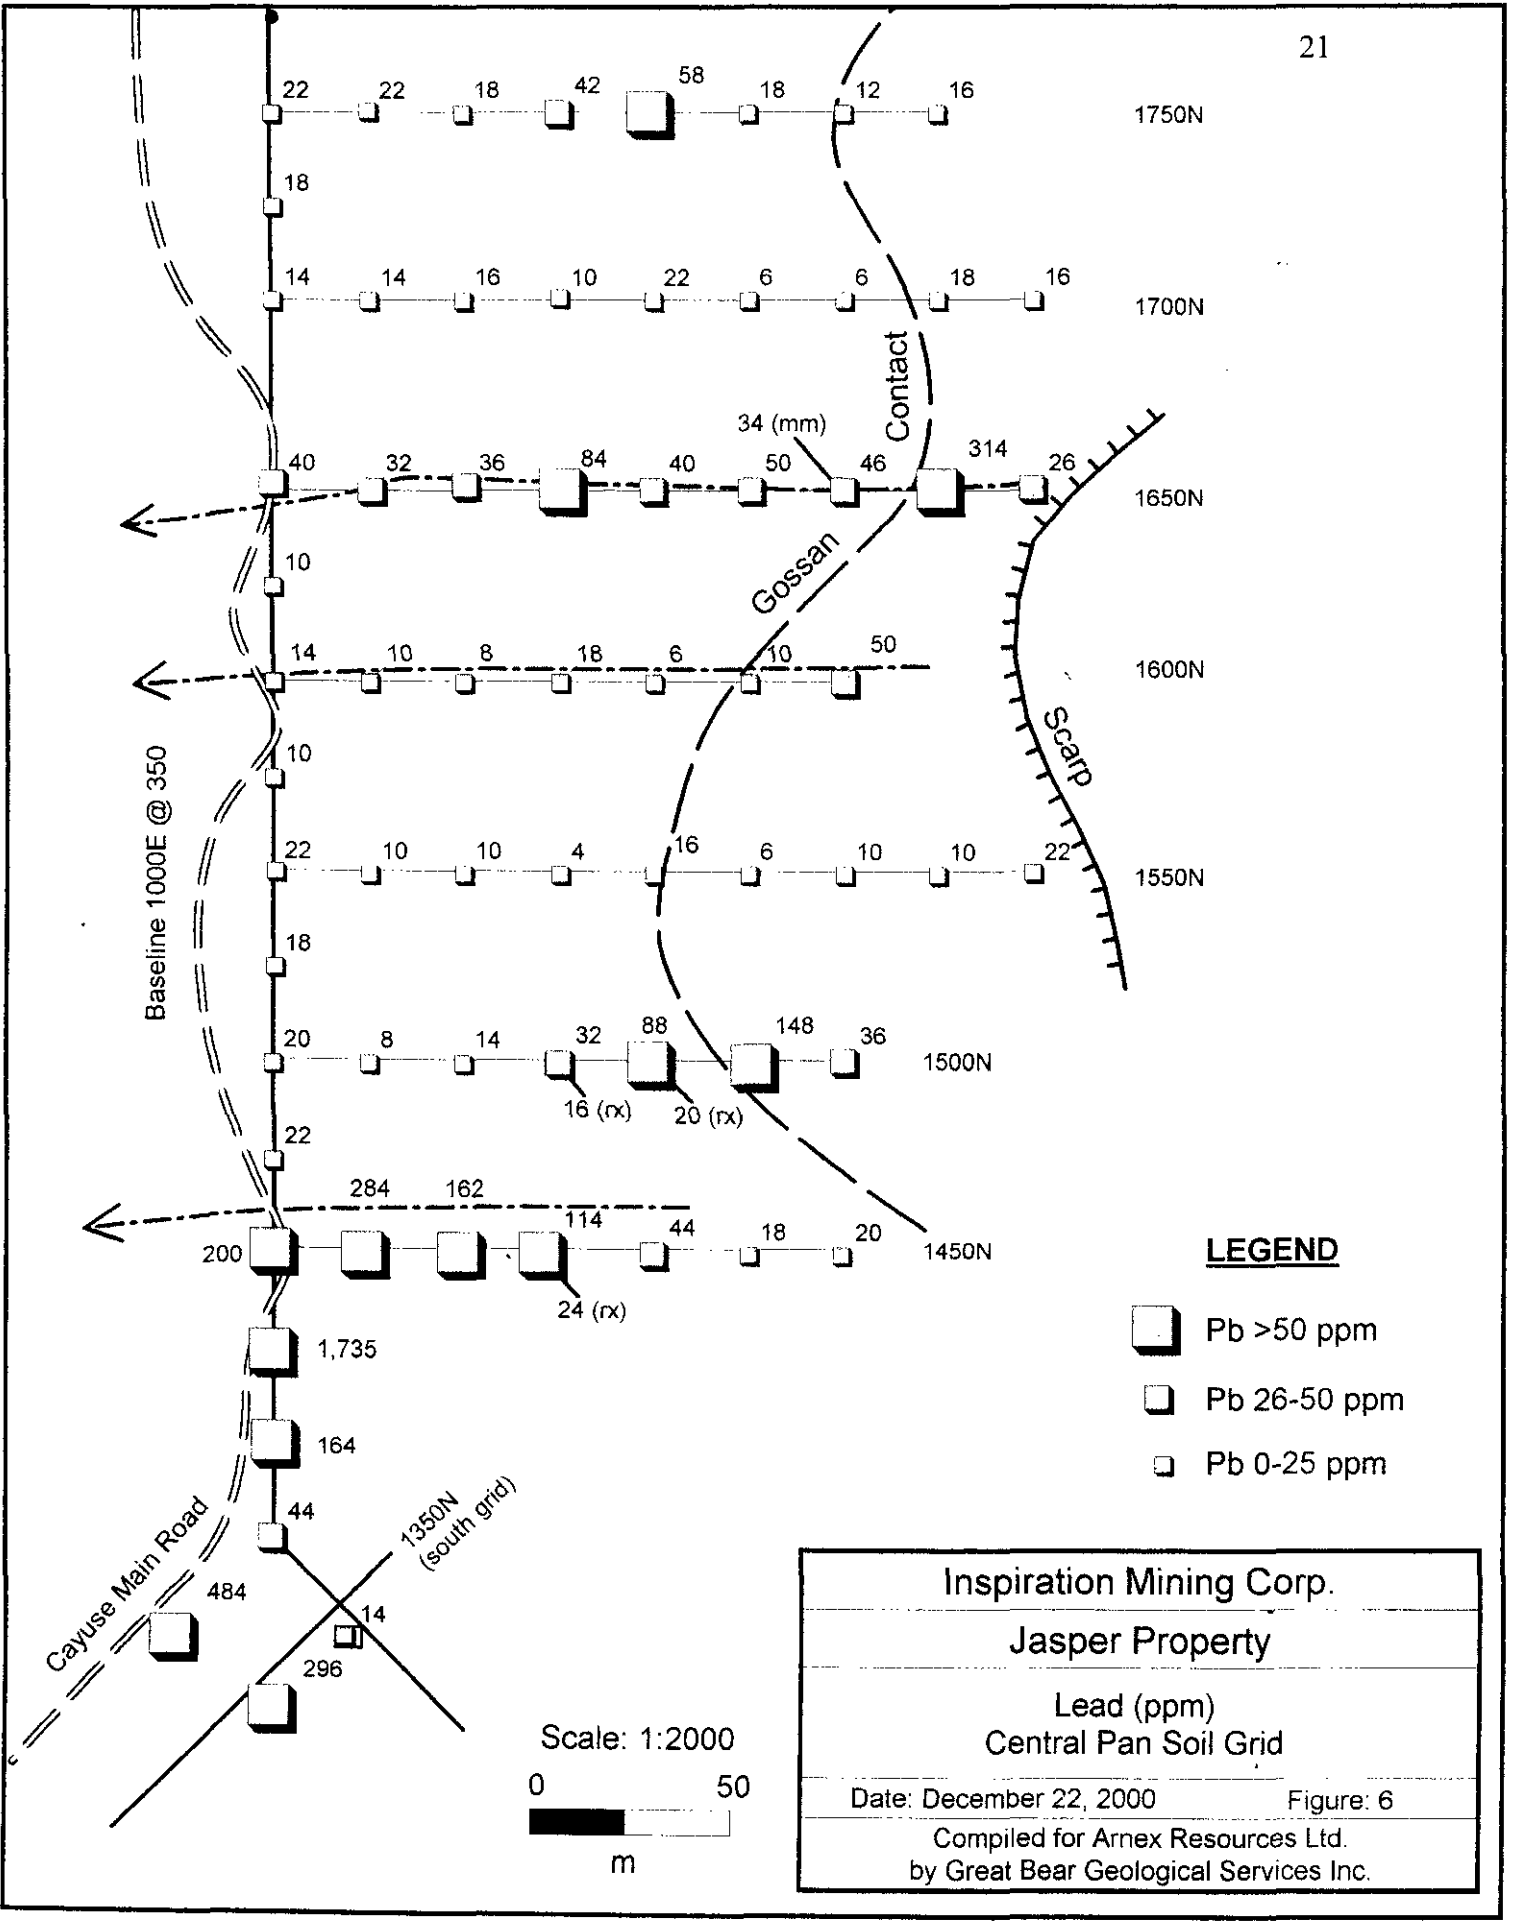 21
22 22 18 42 58 18 12 16
1750N
18
14 14 16 10 22 6 6 18 16
1700N
Contact
34 (mm)
40 32 36 84 40 50 46 314 26
1650N
Gossan
10
14 10 8 18 6 10 50
1600N
Scarp
10
Baseline 1000E @ 350
22 10 10 4 16 6 10 10 22
1550N
18
20 8 14 32 88 148 36
1500N
16 (rx)
20 (rx)
22
284 162
200 114 44 18 20
1450N
24 (rx)
1,735
164
44
1350N
(south grid)
Cayuse Main Road
484
14
296
LEGEND
Pb >50 ppm
Pb 26-50 ppm
Pb 0-25 ppm
Scale: 1:2000
0 50
m
Inspiration Mining Corp.
Jasper Property
Lead (ppm)
Central Pan Soil Grid
Date: December 22, 2000 Figure: 6
Compiled for Arnex Resources Ltd.
by Great Bear Geological Services Inc.